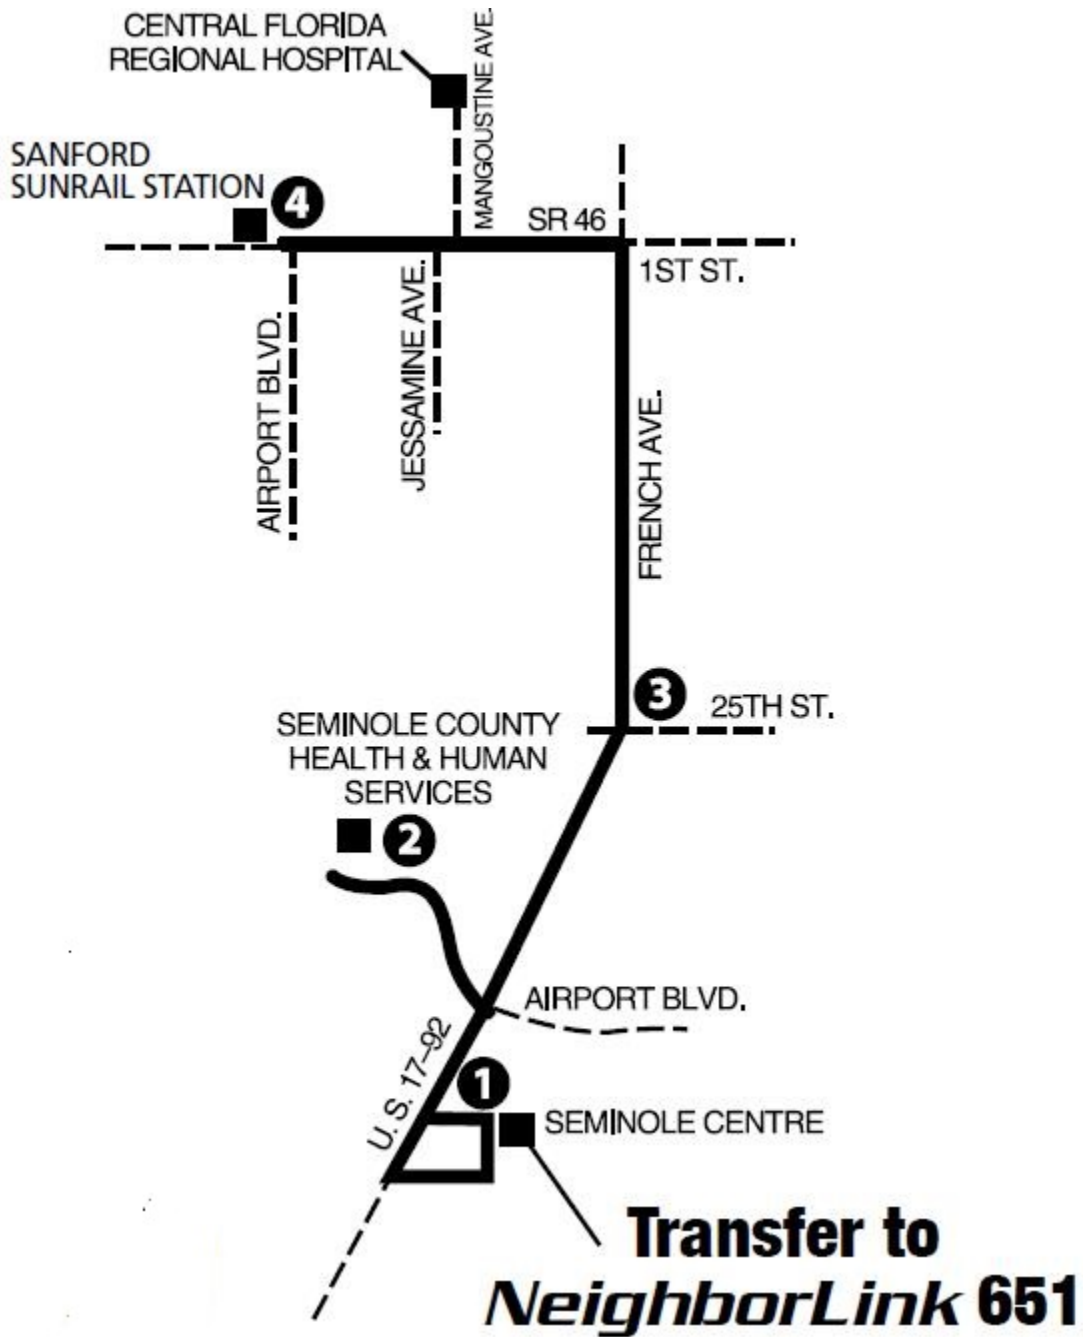 CENTRAL FLORIDA
REGIONAL HOSPITAL
MANGOUSTINE AVE.
SANFORD
SUNRAIL STATION
4
SR 46
1ST ST.
AIRPORT BLVD.
JESSAMINE AVE.
FRENCH AVE.
3
25TH ST.
SEMINOLE COUNTY
HEALTH & HUMAN
SERVICES
2
AIRPORT BLVD.
U. S. 17-92
1
SEMINOLE CENTRE
Transfer to
NeighborLink 651